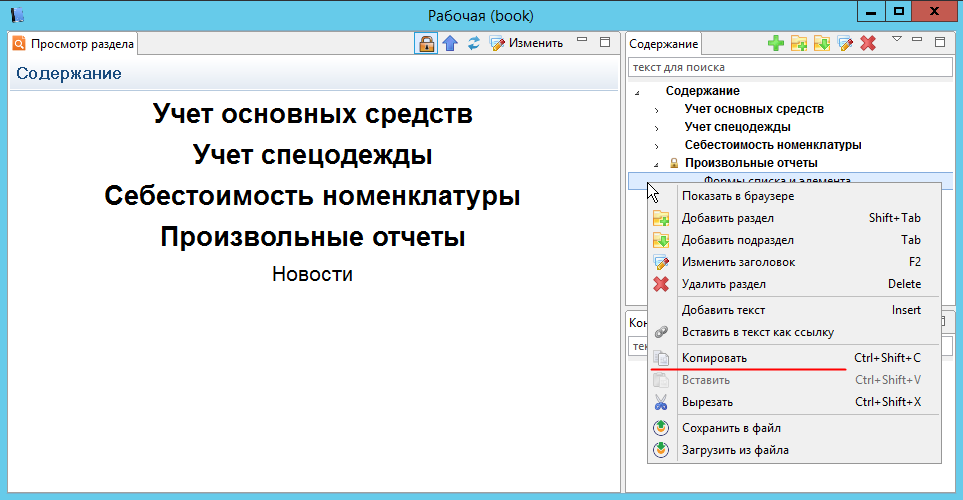 Рабочая (book)
Просмотр раздела
Изменить
Содержание
Учет основных средств
Учет спецодежды
Себестоимость номенклатуры
Произвольные отчеты
Новости
Содержание
текст для поиска
Содержание
Учет основных средств
Учет спецодежды
Себестоимость номенклатуры
Произвольные отчеты
Формы списка и элемента
Показать в браузере
Добавить раздел Shift+Tab
Добавить подраздел Tab
Изменить заголовок F2
Удалить раздел Delete
Добавить текст Insert
Вставить в текст как ссылку
Копировать Ctrl+Shift+C
Вставить Ctrl+Shift+V
Вырезать Ctrl+Shift+X
Сохранить в файл
Загрузить из файла